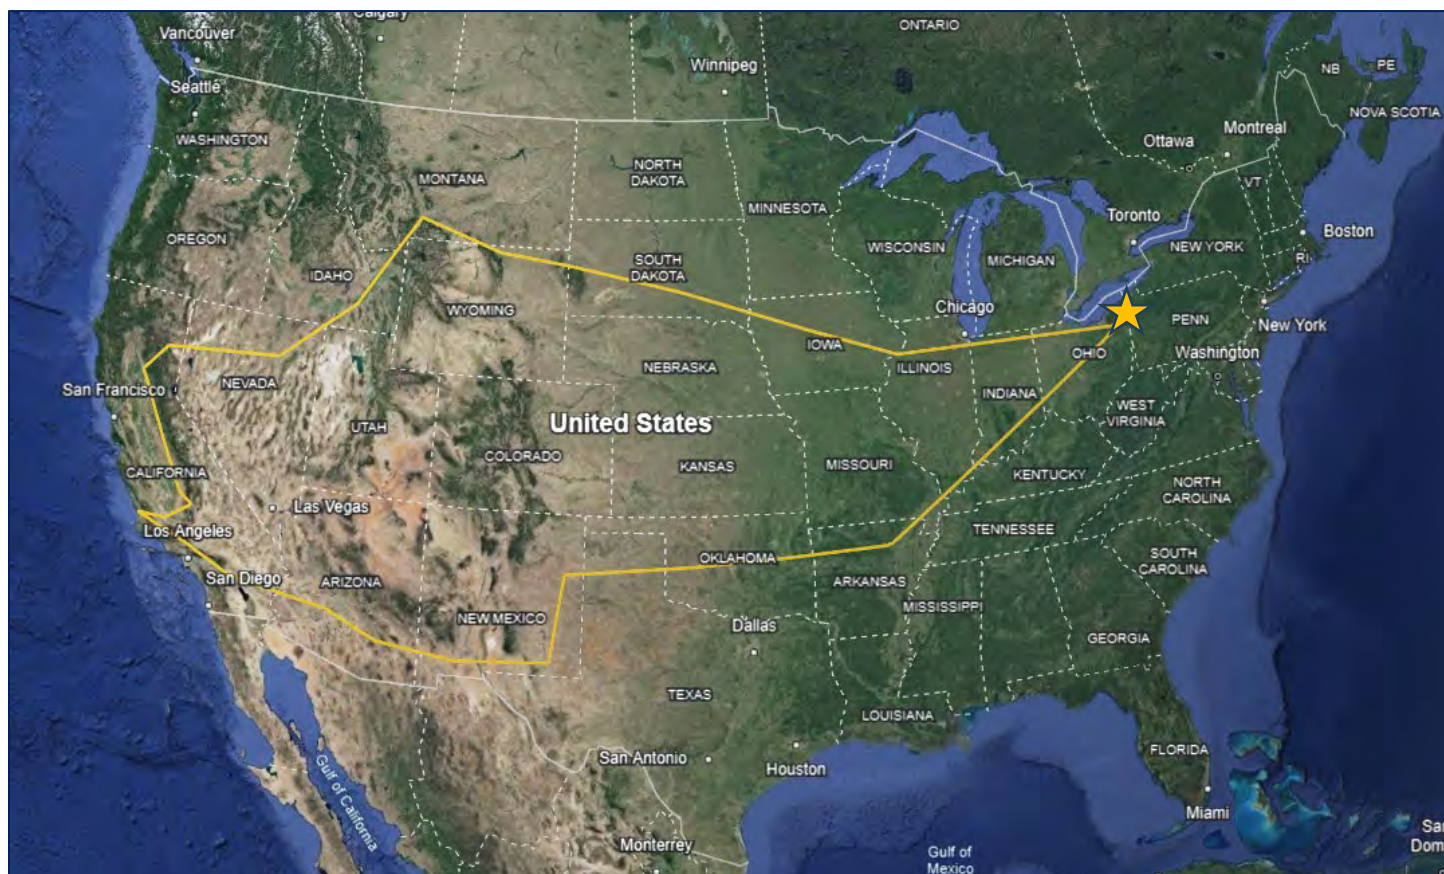 Calgary
ONTARIO
Vancouver
Winnipeg
NB
PE
Seattle
NOVA SCOTIA
WASHINGTON
Montreal
Ottawa
NORTH
DAKOTA
MONTANA
VT
MINNESOTA
Toronto
Boston
OREGON
WISCONSIN
NEW YORK
MICHIGAN
RI
SOUTH
DAKOTA
IDAHO
WYOMING
Chicago
PENN
New York
IOWA
OHIO
Washington
NEBRASKA
ILLINOIS
NEVADA
San Francisco
INDIANA
WEST
VIRGINIA
United States
UTAH
COLORADO
KANSAS
MISSOURI
KENTUCKY
CALIFORNIA
NORTH
CAROLINA
Las Vegas
Los Angeles
TENNESSEE
OKLAHOMA
SOUTH
CAROLINA
San Diego
ARIZONA
ARKANSAS
MISSISSIPPI
NEW MEXICO
Dallas
GEORGIA
TEXAS
LOUISIANA
FLORIDA
San Antonio
Houston
Gulf of California
Miami
Monterrey
Gulf of
Mexico
Sa
Dom